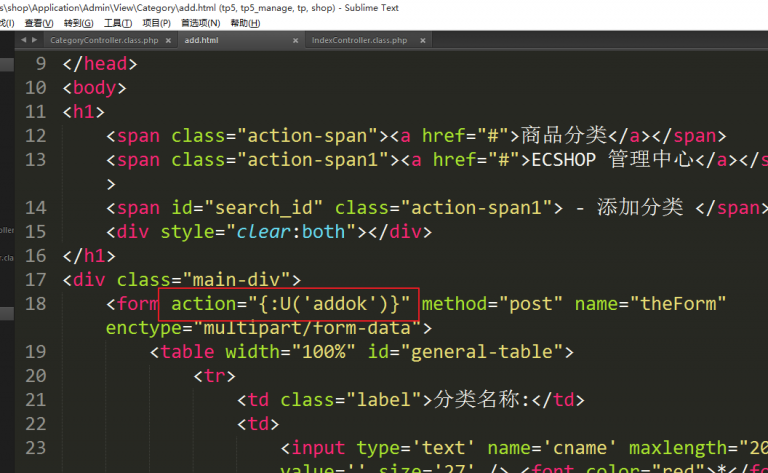 s\shop\Application\Admin\View\Category\add.html (tp5, tp5_manage, tp, shop) - Sublime Text
找(I) 查看(V) 转到(G) 工具(T) 项目(P) 首选项(N) 帮助(H)
CategoryController.class.php × add.html × IndexController.class.php ×
9 </head>
10 <body>
11 <h1>
12 <span class="action-span"><a href="#">商品分类</a></span>
13 <span class="action-span1"><a href="#">ECSHOP 管理中心</a></s
>
14 <span id="search_id" class="action-span1"> - 添加分类 </span>
15 <div style="clear:both"></div>
16 </h1>
17 <div class="main-div">
18 <form action="{:U('addok')}" method="post" name="theForm"
enctype="multipart/form-data">
19 <table width="100%" id="general-table">
20 <tr>
21 <td class="label">分类名称:</td>
22 <td>
23 <input type='text' name='cname' maxlength="20
value='' size='27' /> <font color="red">*</fo